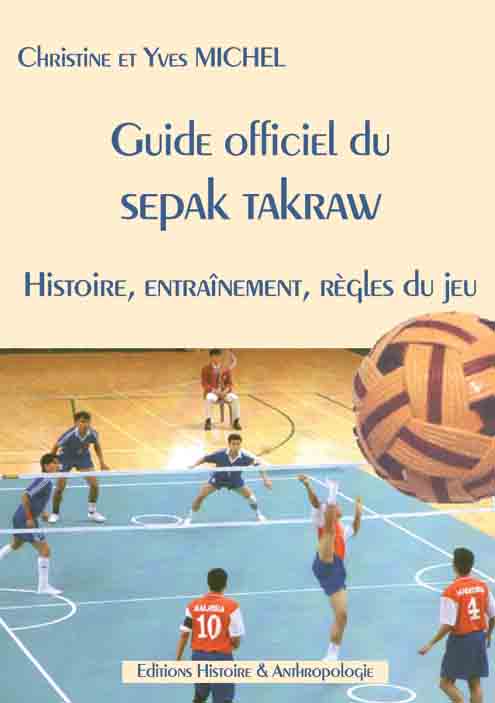 Christine et Yves MICHEL
Guide officiel du
sepak takraw
Histoire, entraînement, règles du jeu
MALAYSIA
10
4
Editions Histoire & Anthropologie